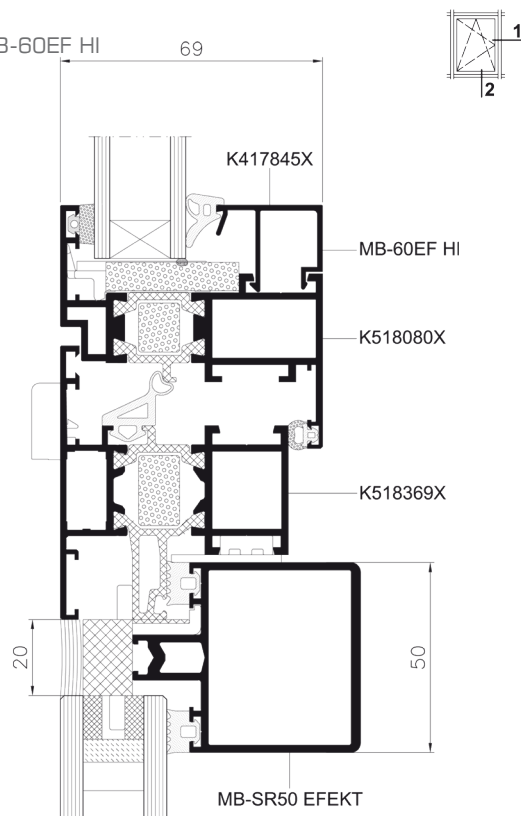 B-60EF HI
69
1
2
K417845X
MB-60EF HI
K518080X
K518369X
20
50
MB-SR50 EFEKT